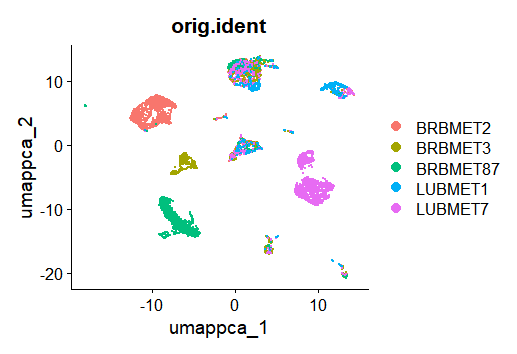 orig.ident
umappca_2
10
0
-10
-20
-10
0
10
umappca_1
BRBMET2
BRBMET3
BRBMET87
LUBMET1
LUBMET7